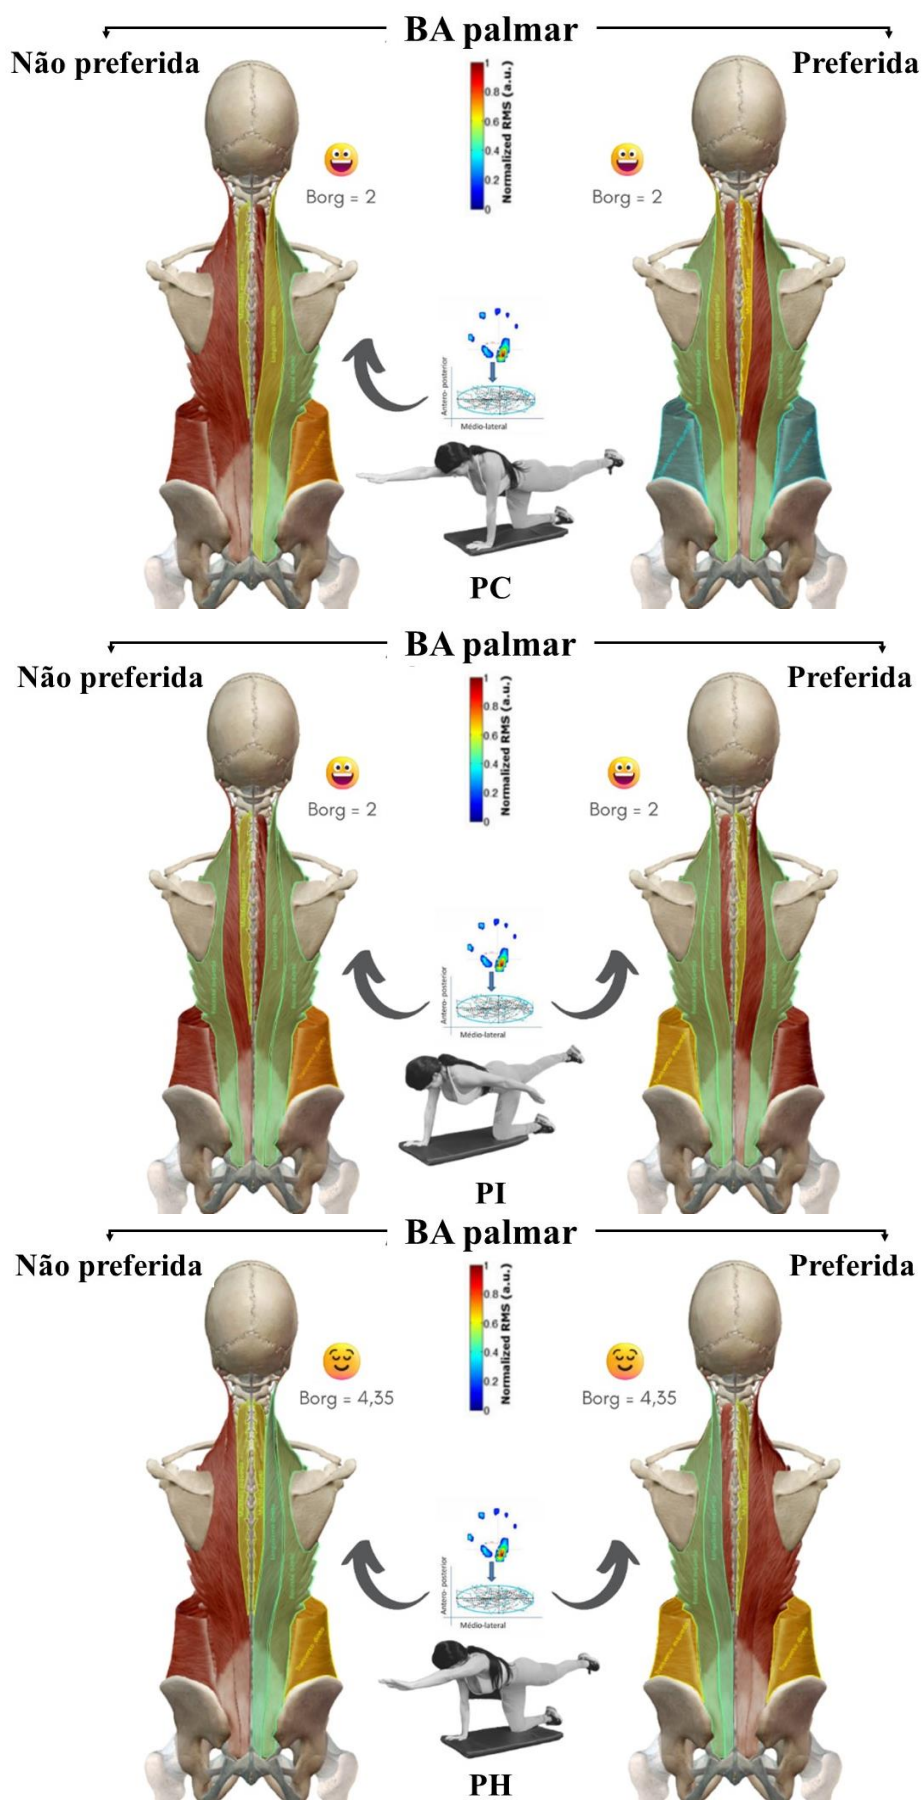 BA palmar
Não preferida
Preferida
1
0.8
0.6
0.4
0.2
0
Normalized RMS (a.u.)
Borg = 2
Borg = 2
Antero- posterior
Médio-lateral
PC
BA palmar
Não preferida
Preferida
1
0.8
0.6
0.4
0.2
0
Normalized RMS (a.u.)
Borg = 2
Borg = 2
Antero- posterior
Médio-lateral
PI
BA palmar
Não preferida
Preferida
1
0.8
0.6
0.4
0.2
0
Normalized RMS (a.u.)
Borg = 4,35
Borg = 4,35
Antero- posterior
Médio-lateral
PH